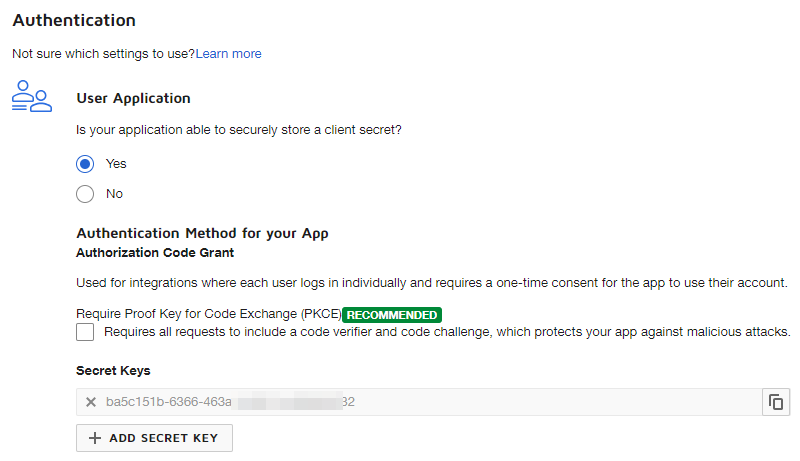 Authentication
Not sure which settings to use?Learn more
User Application
Is your application able to securely store a client secret?
Yes
No
Authentication Method for your App
Authorization Code Grant
Used for integrations where each user logs in individually and requires a one-time consent for the app to use their account.
Require Proof Key for Code Exchange (PKCE) RECOMMENDED
Requires all requests to include a code verifier and code challenge, which protects your app against malicious attacks.
Secret Keys
ba5c151b-6366-463a 32
ADD SECRET KEY